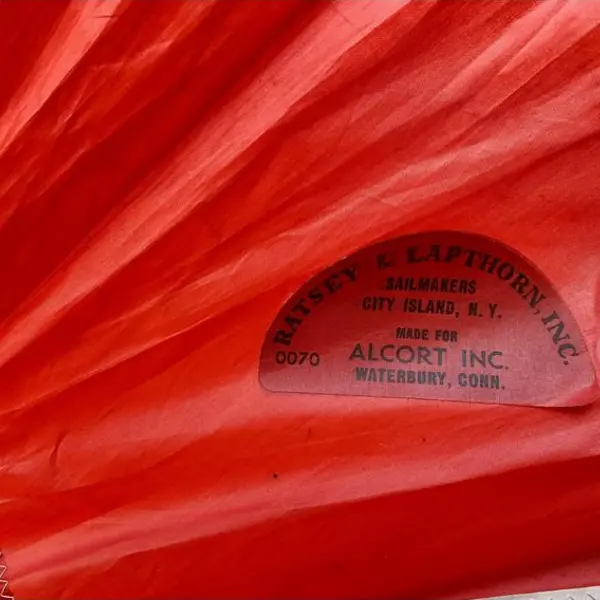 RATSEY & LAPTHORN, INC.
SAILMAKERS
CITY ISLAND, N. Y.
MADE FOR
0070 ALCORT INC.
WATERBURY, CONN.